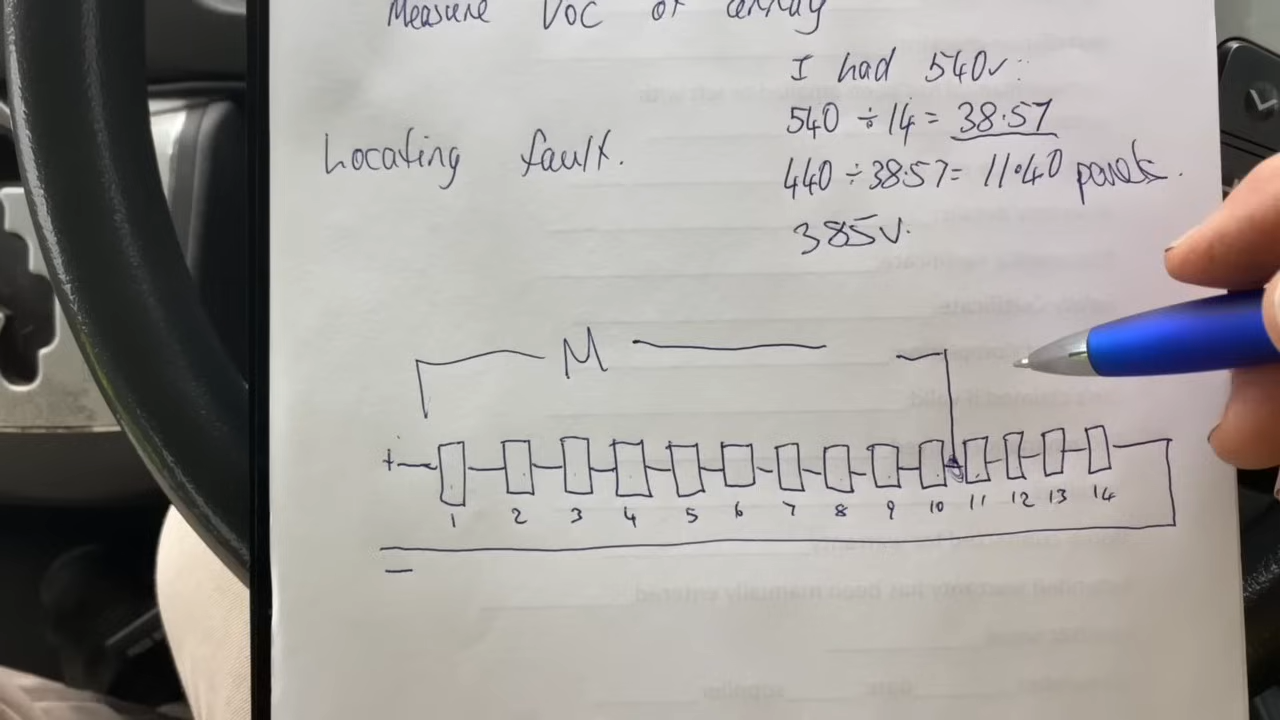 Measure Voc of array
I had 540v:
540 ÷ 14 = 38.57
Locating fault.
440 ÷ 38.57 = 11.40 panels.
385v.
M
+
1 2 3 4 5 6 7 8 9 10 11 12 13 14
-